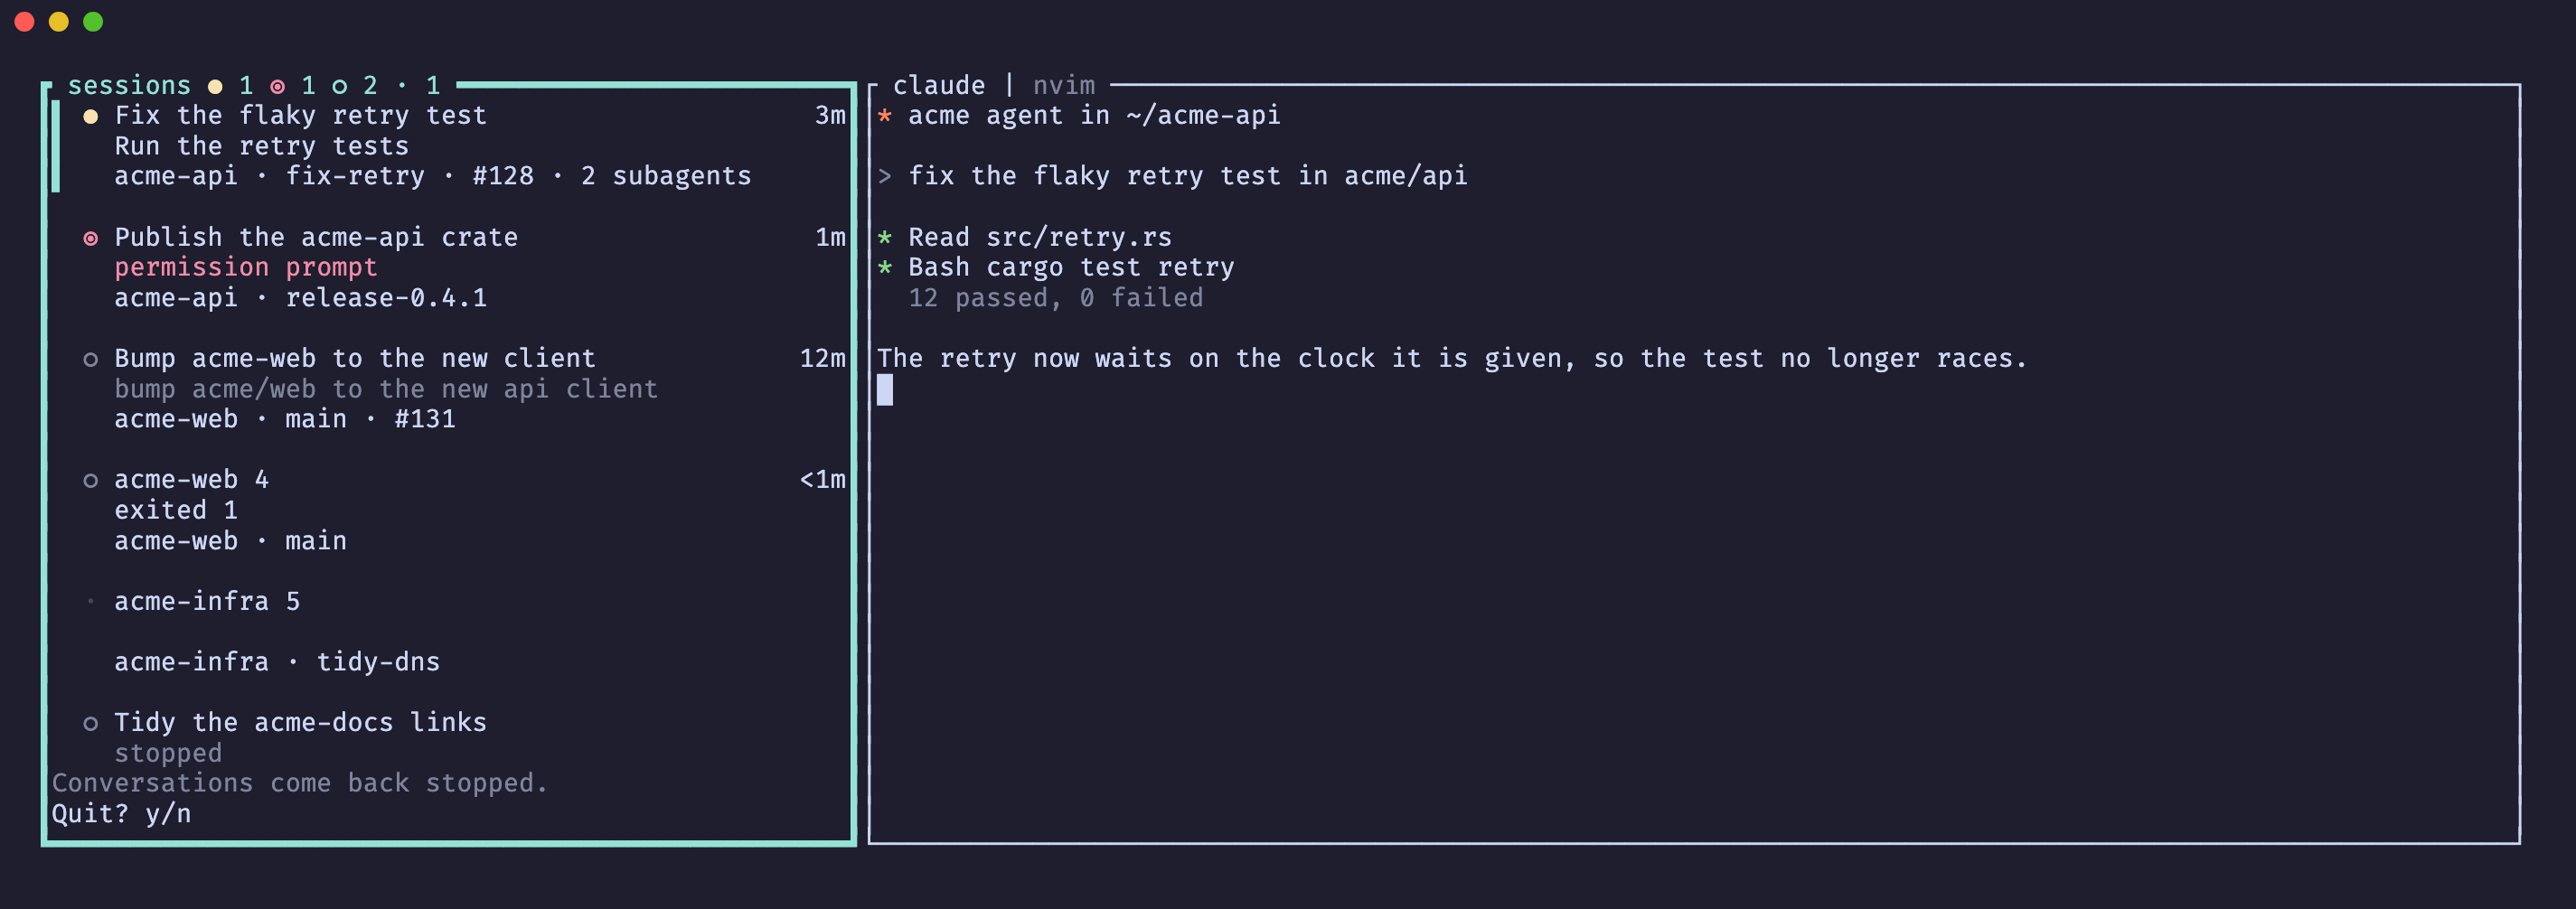 sessions ● 1 ◉ 1 ○ 2 · 1
● Fix the flaky retry test 3m
Run the retry tests
acme-api · fix-retry · #128 · 2 subagents
◉ Publish the acme-api crate 1m
permission prompt
acme-api · release-0.4.1
○ Bump acme-web to the new client 12m
bump acme/web to the new api client
acme-web · main · #131
○ acme-web 4 <1m
exited 1
acme-web · main
· acme-infra 5
acme-infra · tidy-dns
○ Tidy the acme-docs links
stopped
Conversations come back stopped.
Quit? y/n
claude | nvim
* acme agent in ~/acme-api
> fix the flaky retry test in acme/api
* Read src/retry.rs
* Bash cargo test retry
12 passed, 0 failed
The retry now waits on the clock it is given, so the test no longer races.